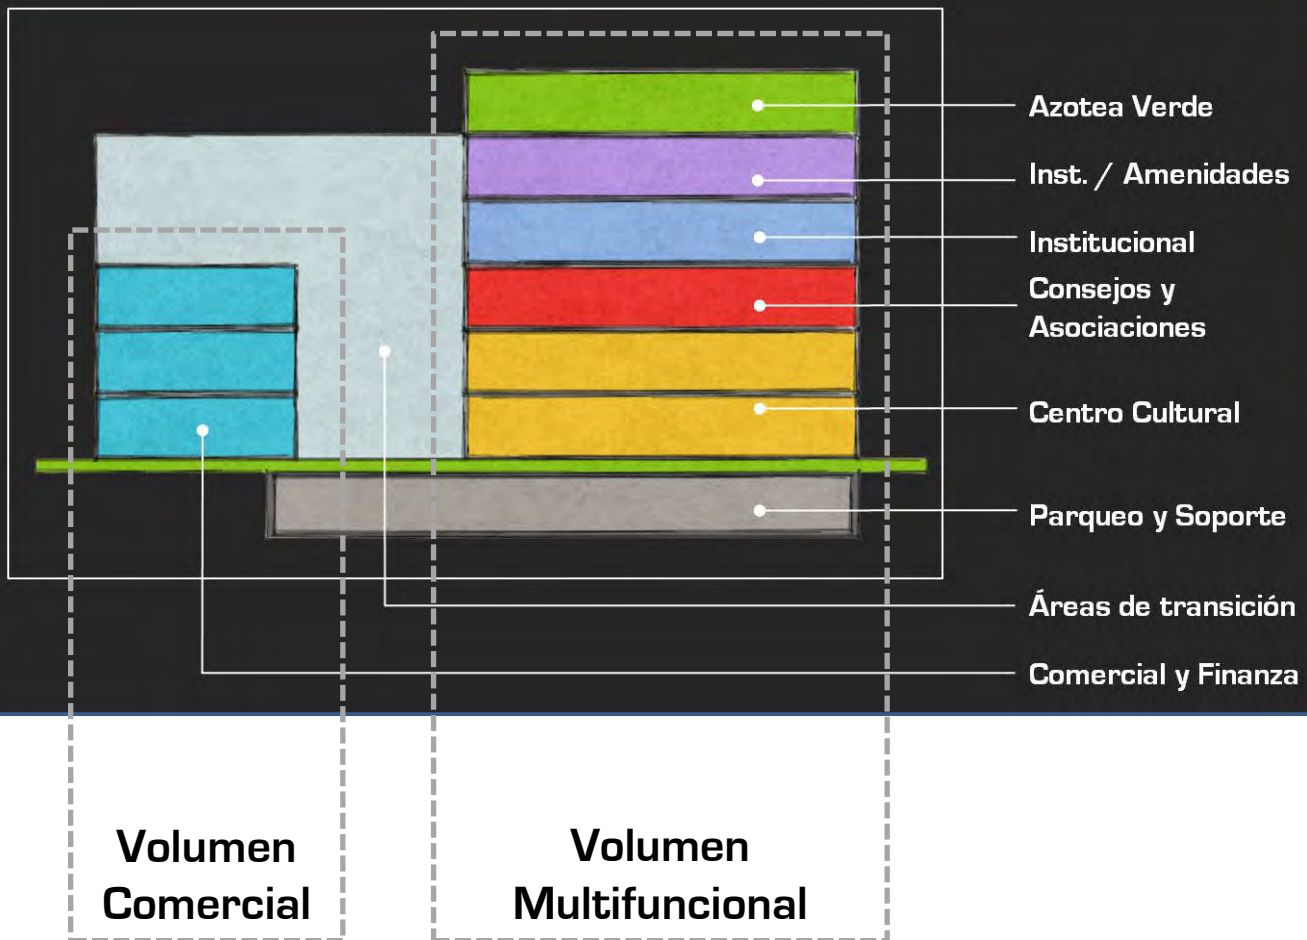 Azotea Verde
Inst. / Amenidades
Institucional
Consejos y
Asociaciones
Centro Cultural
Parqueo y Soporte
Áreas de transición
Comercial y Finanza
Volumen
Comercial
Volumen
Multifuncional